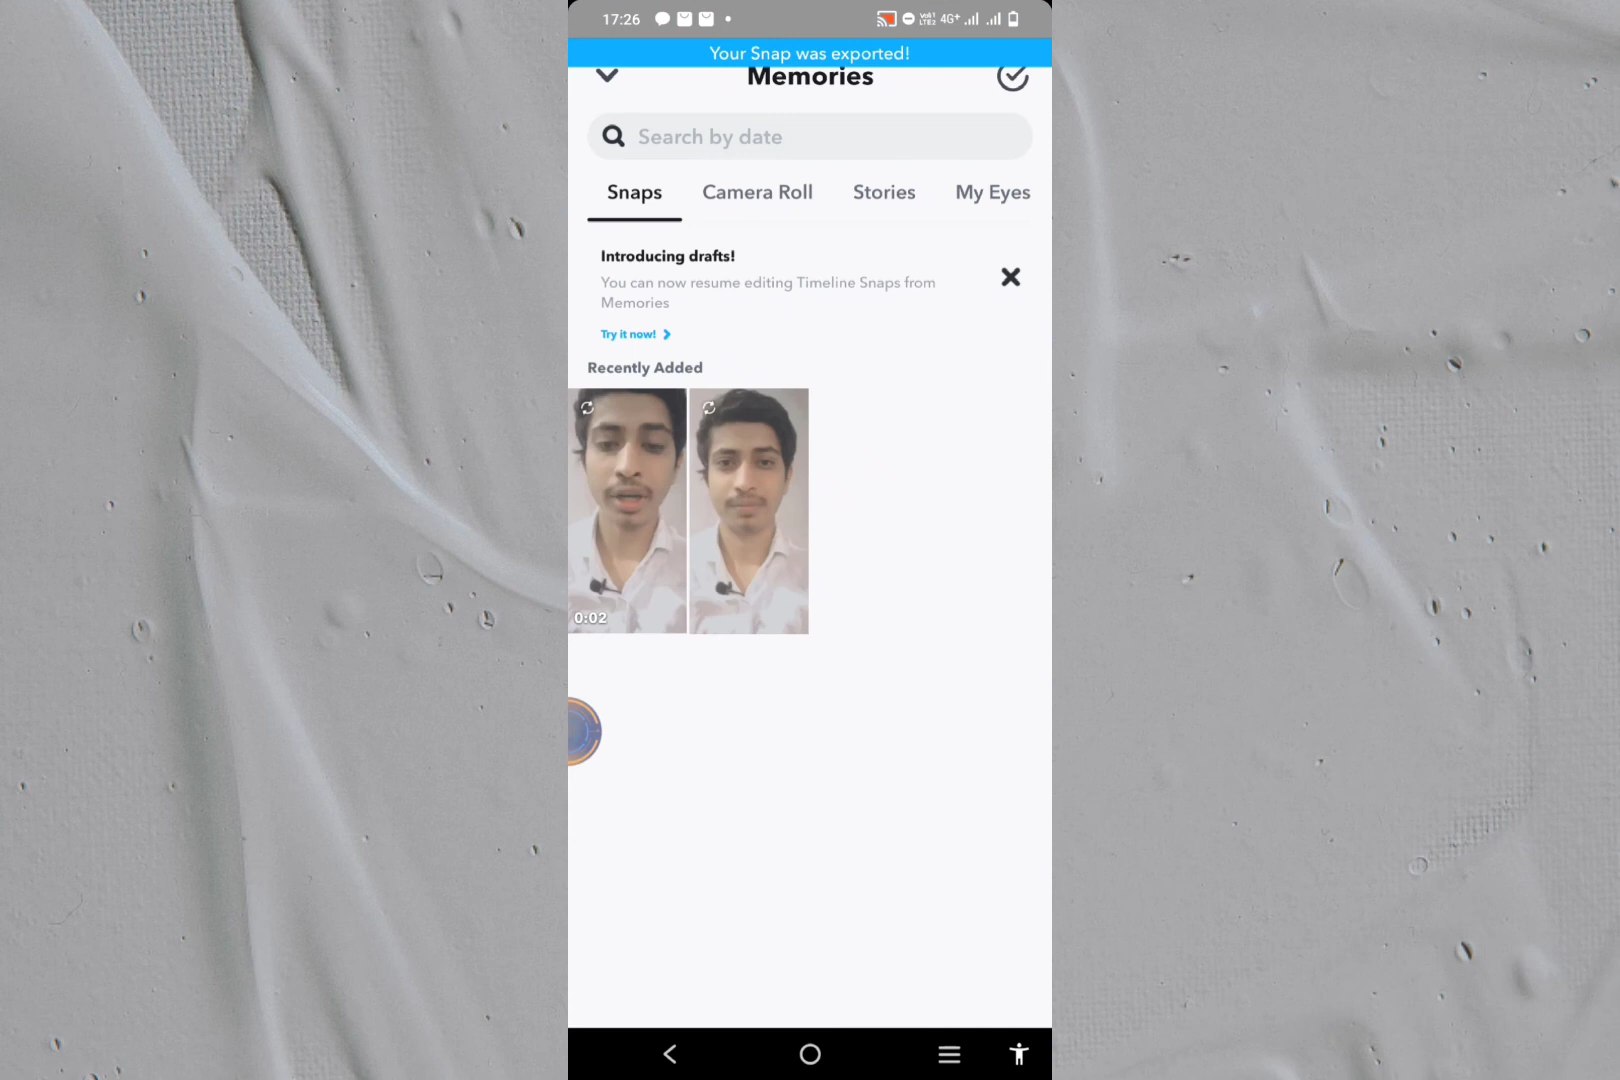 17:26
4G+
Your Snap was exported!
Memories
Search by date
Snaps Camera Roll Stories My Eyes
Introducing drafts!
You can now resume editing Timeline Snaps from
Memories
Try it now!
Recently Added
0:02